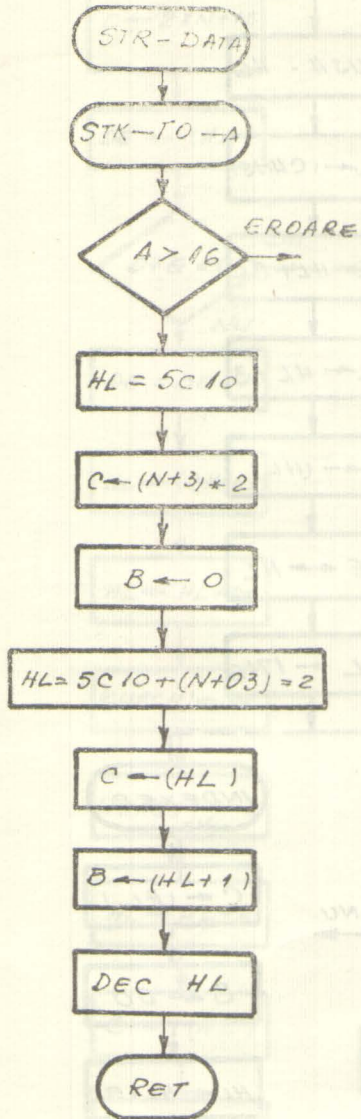 STR-DATA
STK-TO-A
A > 16
EROARE
HL = 5C10
C ← (N+3) * 2
B ← 0
HL = 5C10 + (N+03) = 2
C ← (HL)
B ← (HL+1)
DEC HL
RET